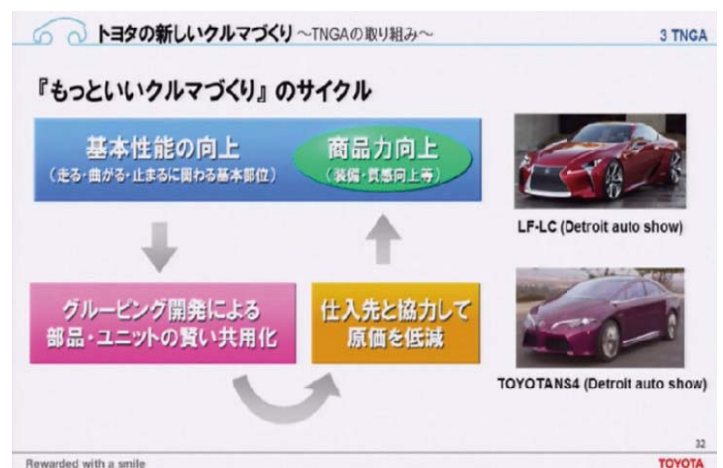 トヨタの新しいクルマづくり ～TNGAの取り組み～
3 TNGA
『もっといいクルマづくり』のサイクル
基本性能の向上
（走る・曲がる・止まるに関わる基本部位）
商品力向上
（装備・質感向上等）
LF-LC (Detroit auto show)
グルーピング開発による
部品・ユニットの賢い共用化
仕入先と協力して
原価を低減
TOYOTANS4 (Detroit auto show)
32
Rewarded with a smile
TOYOTA